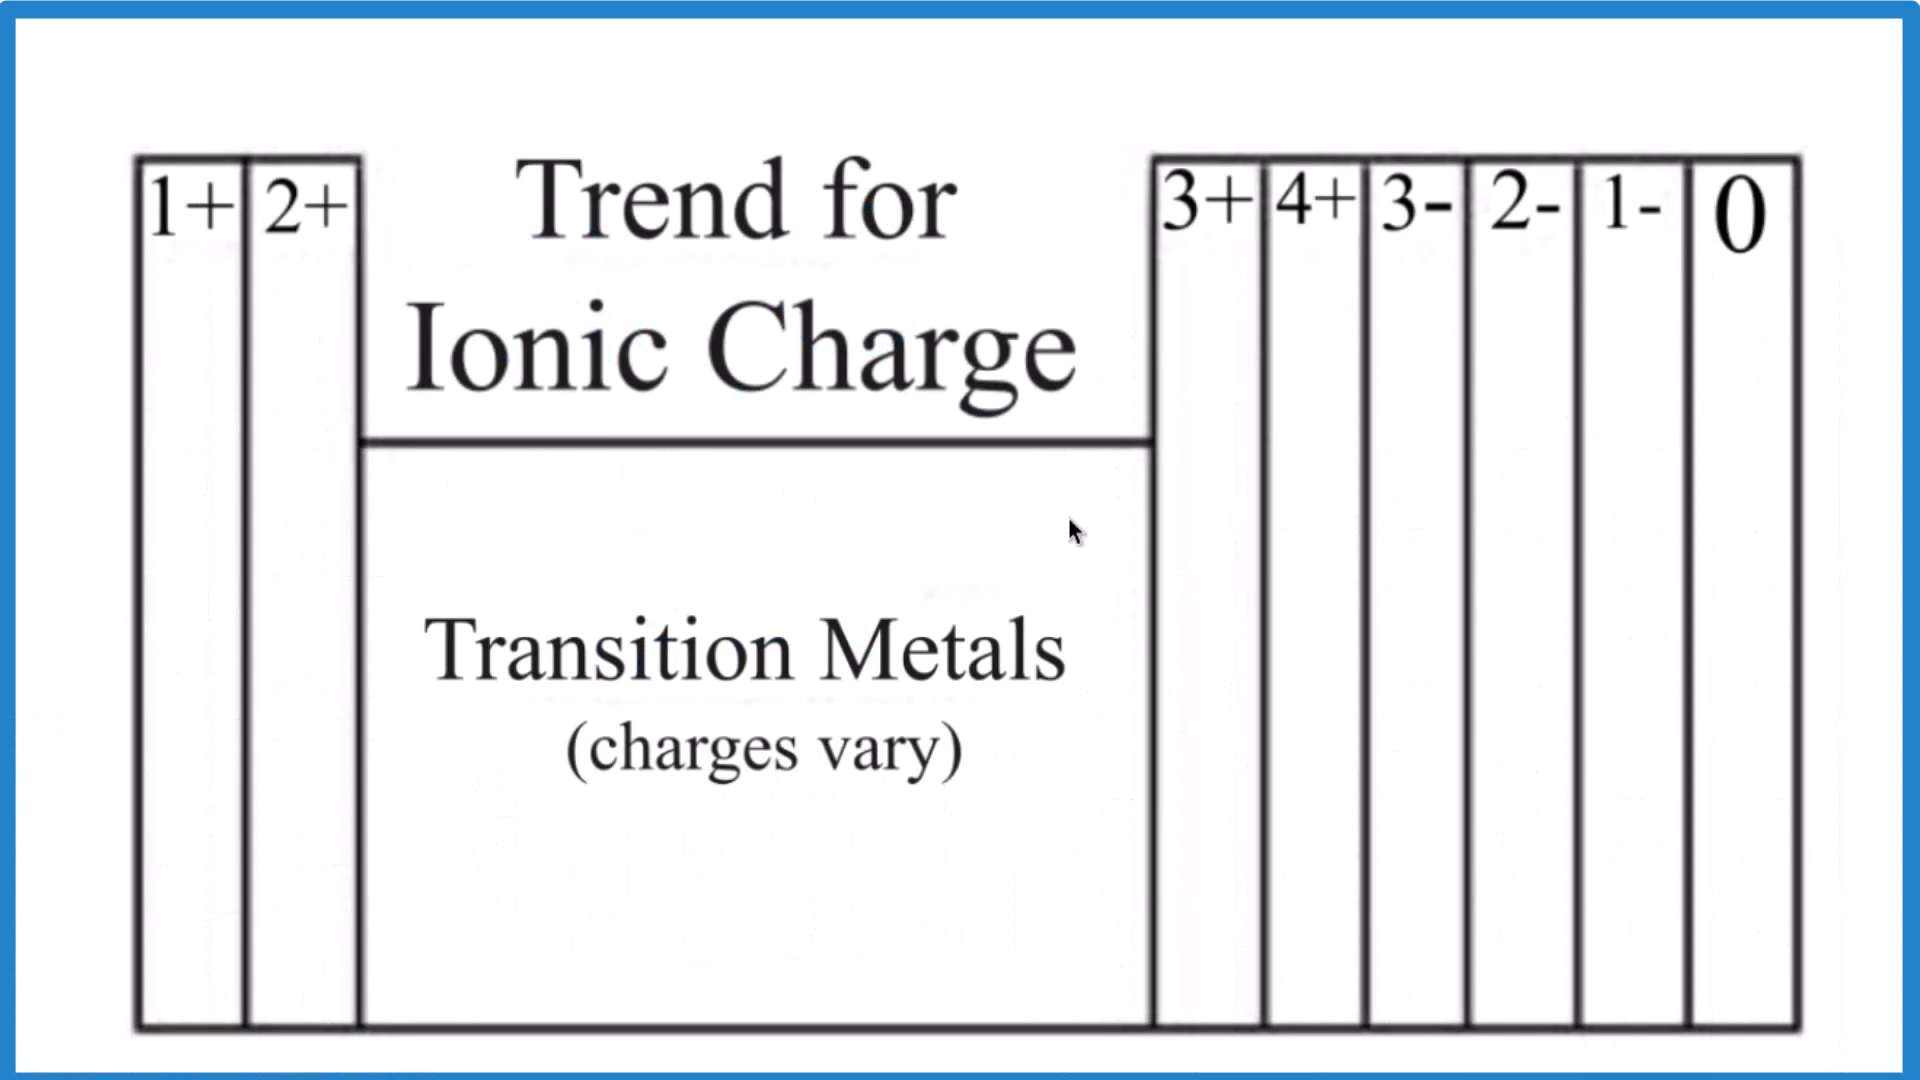 1+ 2+ Trend for 3+ 4+ 3- 2- 1- 0
Ionic Charge
Transition Metals
(charges vary)